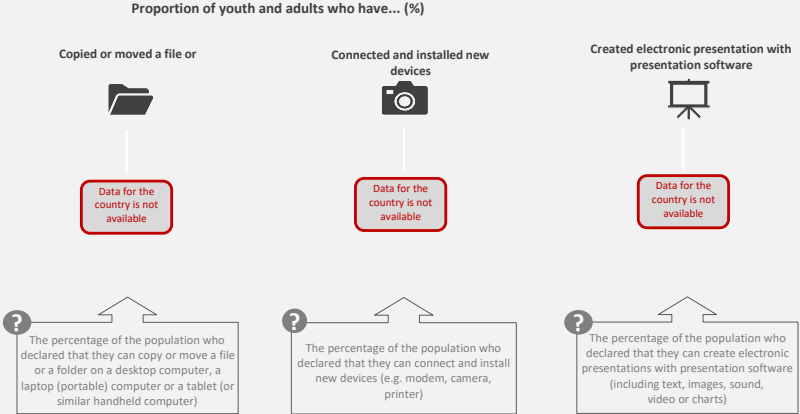 Proportion of youth and adults who have... (%)
Copied or moved a file or
Data for the
country is not
available
?
The percentage of the population who
declared that they can copy or move a file
or a folder on a desktop computer, a
laptop (portable) computer or a tablet (or
similar handheld computer)
Connected and installed new
devices
Data for the
country is not
available
?
The percentage of the population who
declared that they can connect and install
new devices (e.g. modem, camera,
printer)
Created electronic presentation with
presentation software
Data for the
country is not
available
?
The percentage of the population who
declared that they can create electronic
presentations with presentation software
(including text, images, sound,
video or charts)